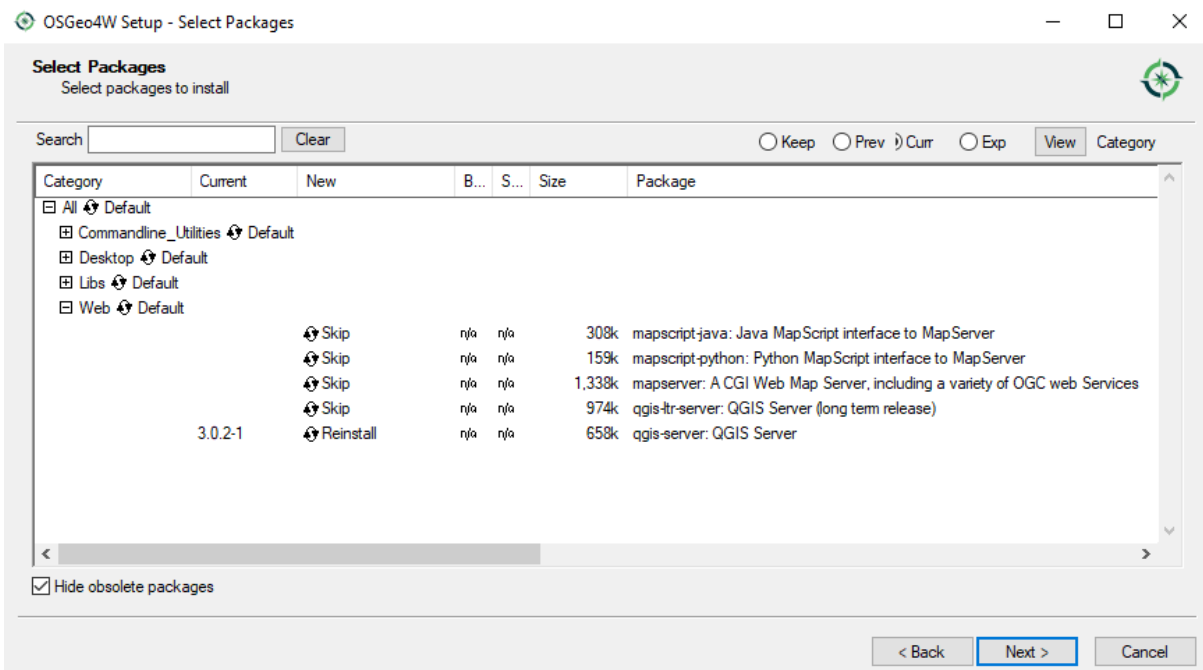 OSGeo4W Setup - Select Packages
Select Packages
Select packages to install
Search Clear Keep Prev Curr Exp View Category
Category Current New B... S... Size Package
All Default
Commandline_Utilities Default
Desktop Default
Libs Default
Web Default
Skip n/a n/a 308k mapscript-java: Java MapScript interface to MapServer
Skip n/a n/a 159k mapscript-python: Python MapScript interface to MapServer
Skip n/a n/a 1,338k mapserver: A CGI Web Map Server, including a variety of OGC web Services
Skip n/a n/a 974k qgis-ltr-server: QGIS Server (long term release)
3.0.2-1 Reinstall n/a n/a 658k qgis-server: QGIS Server
Hide obsolete packages
< Back Next > Cancel